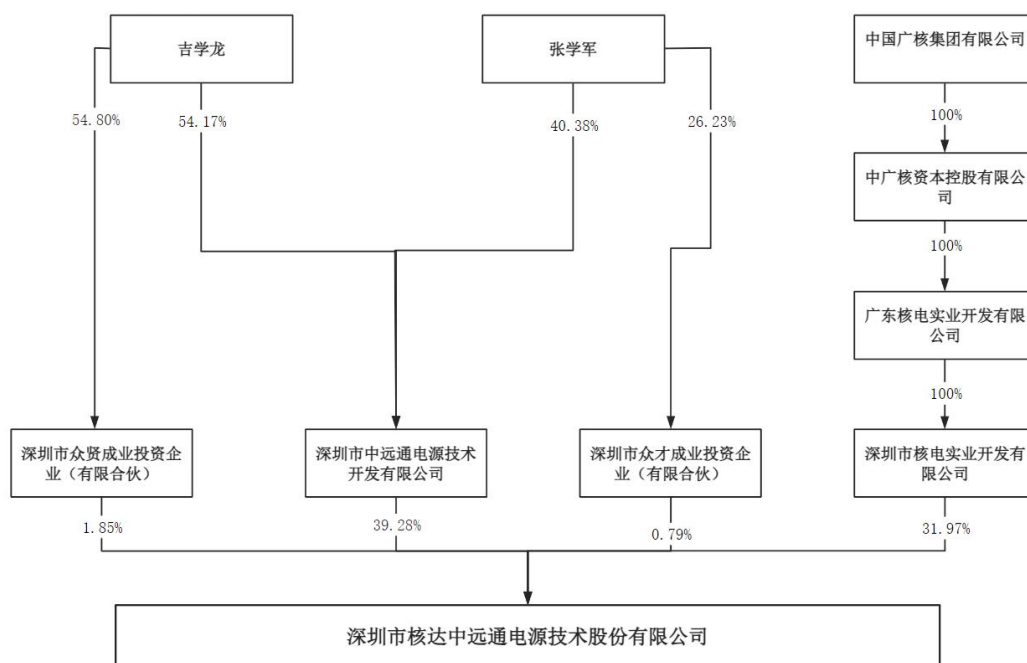 吉学龙
张学军
中国广核集团有限公司
54.80%
54.17%
40.38%
26.23%
100%
中广核资本控股有限公
司
100%
广东核电实业开发有限
公司
100%
深圳市众贤成业投资企
业（有限合伙）
深圳市中远通电源技术
开发有限公司
深圳市众才成业投资企
业（有限合伙）
深圳市核电实业开发有
限公司
1.85%
39.28%
0.79%
31.97%
深圳市核达中远通电源技术股份有限公司